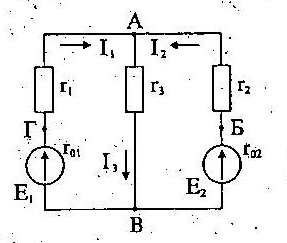 А
I₁ I₂
r₁ r₃ r₂
Г Б
r₀₁ I₃ r₀₂
E₁ E₂
В